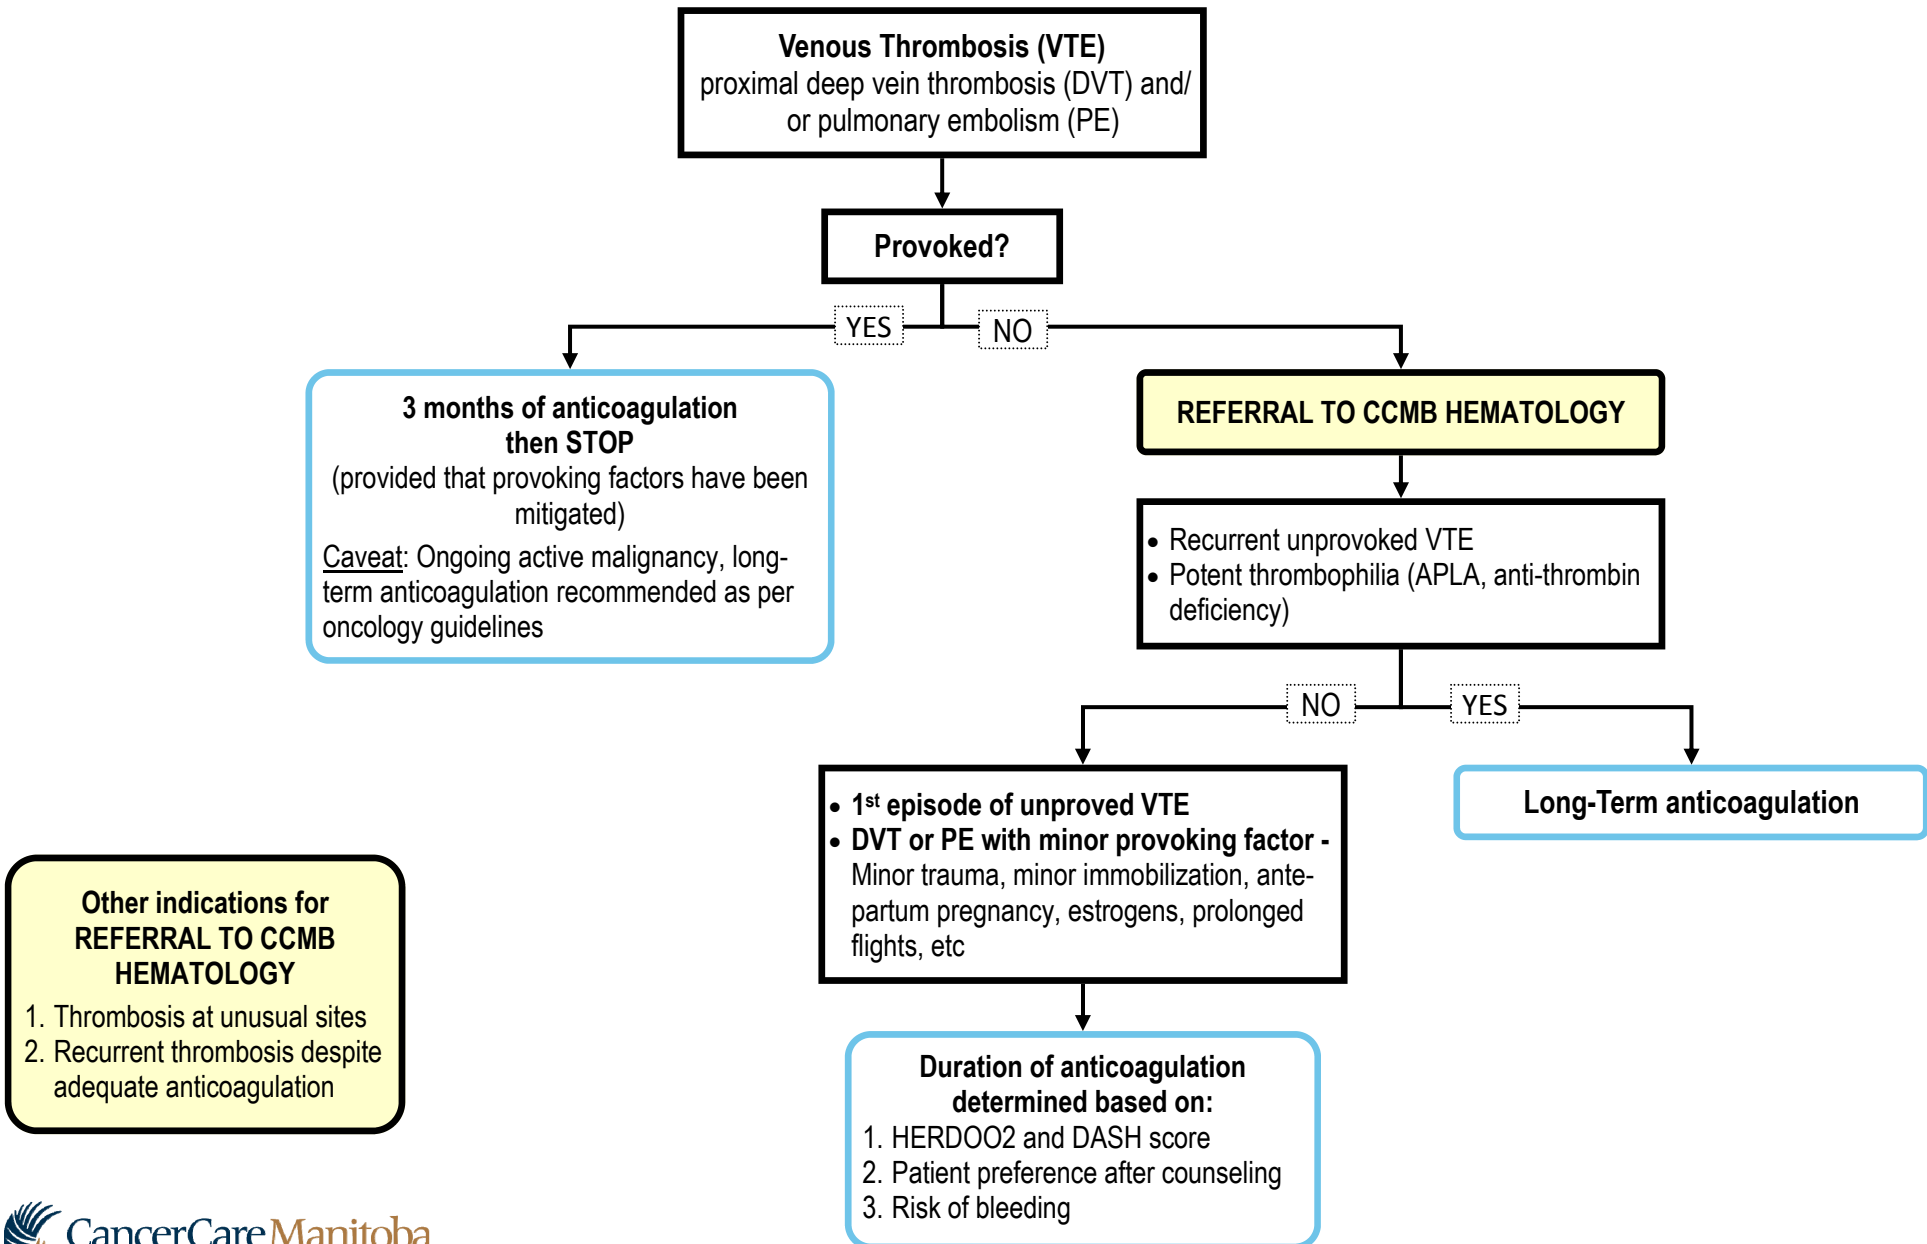 Venous Thrombosis (VTE)
proximal deep vein thrombosis (DVT) and/
or pulmonary embolism (PE)
Provoked?
YES
NO
3 months of anticoagulation
then STOP
(provided that provoking factors have been
mitigated)
Caveat: Ongoing active malignancy, long-
term anticoagulation recommended as per
oncology guidelines
REFERRAL TO CCMB HEMATOLOGY
• Recurrent unprovoked VTE
• Potent thrombophilia (APLA, anti-thrombin
deficiency)
NO
YES
• 1st episode of unproved VTE
• DVT or PE with minor provoking factor -
Minor trauma, minor immobilization, ante-
partum pregnancy, estrogens, prolonged
flights, etc
Long-Term anticoagulation
Other indications for
REFERRAL TO CCMB
HEMATOLOGY
1. Thrombosis at unusual sites
2. Recurrent thrombosis despite
adequate anticoagulation
Duration of anticoagulation
determined based on:
1. HERDOO2 and DASH score
2. Patient preference after counseling
3. Risk of bleeding
CancerCare Manitoba